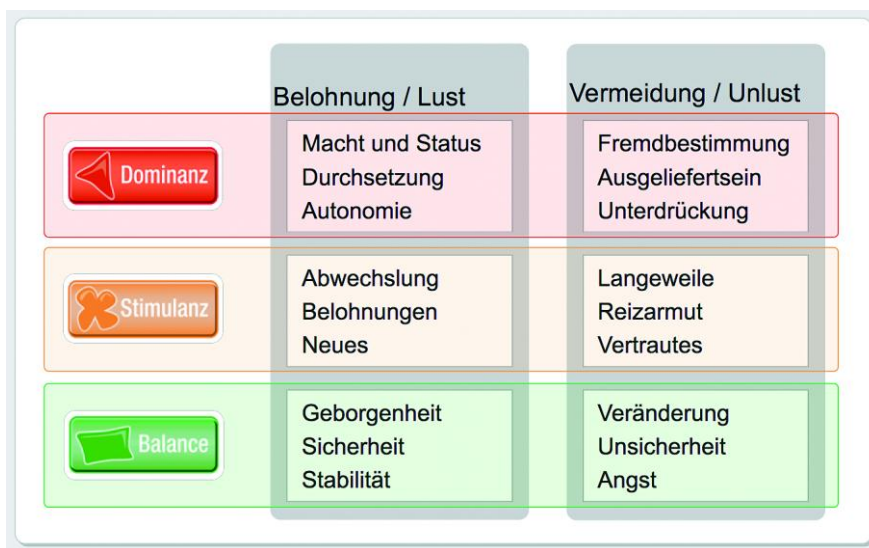 Belohnung / Lust
Vermeidung / Unlust
Dominanz
Macht und Status
Durchsetzung
Autonomie
Fremdbestimmung
Ausgeliefertsein
Unterdrückung
Stimulanz
Abwechslung
Belohnungen
Neues
Langeweile
Reizarmut
Vertrautes
Balance
Geborgenheit
Sicherheit
Stabilität
Veränderung
Unsicherheit
Angst